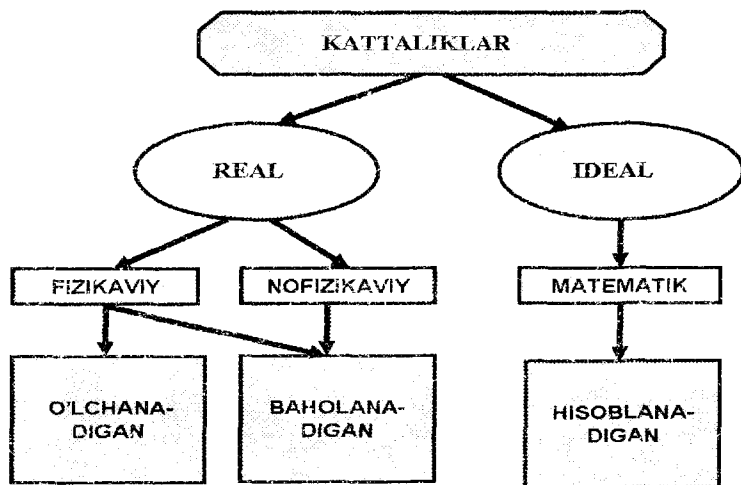 KATTALIKLAR
REAL
IDEAL
FIZIKAVIY
NOFIZIKAVIY
MATEMATIK
O'LCHANA-
DIGAN
BAHOLANA-
DIGAN
HISOBLANA-
DIGAN